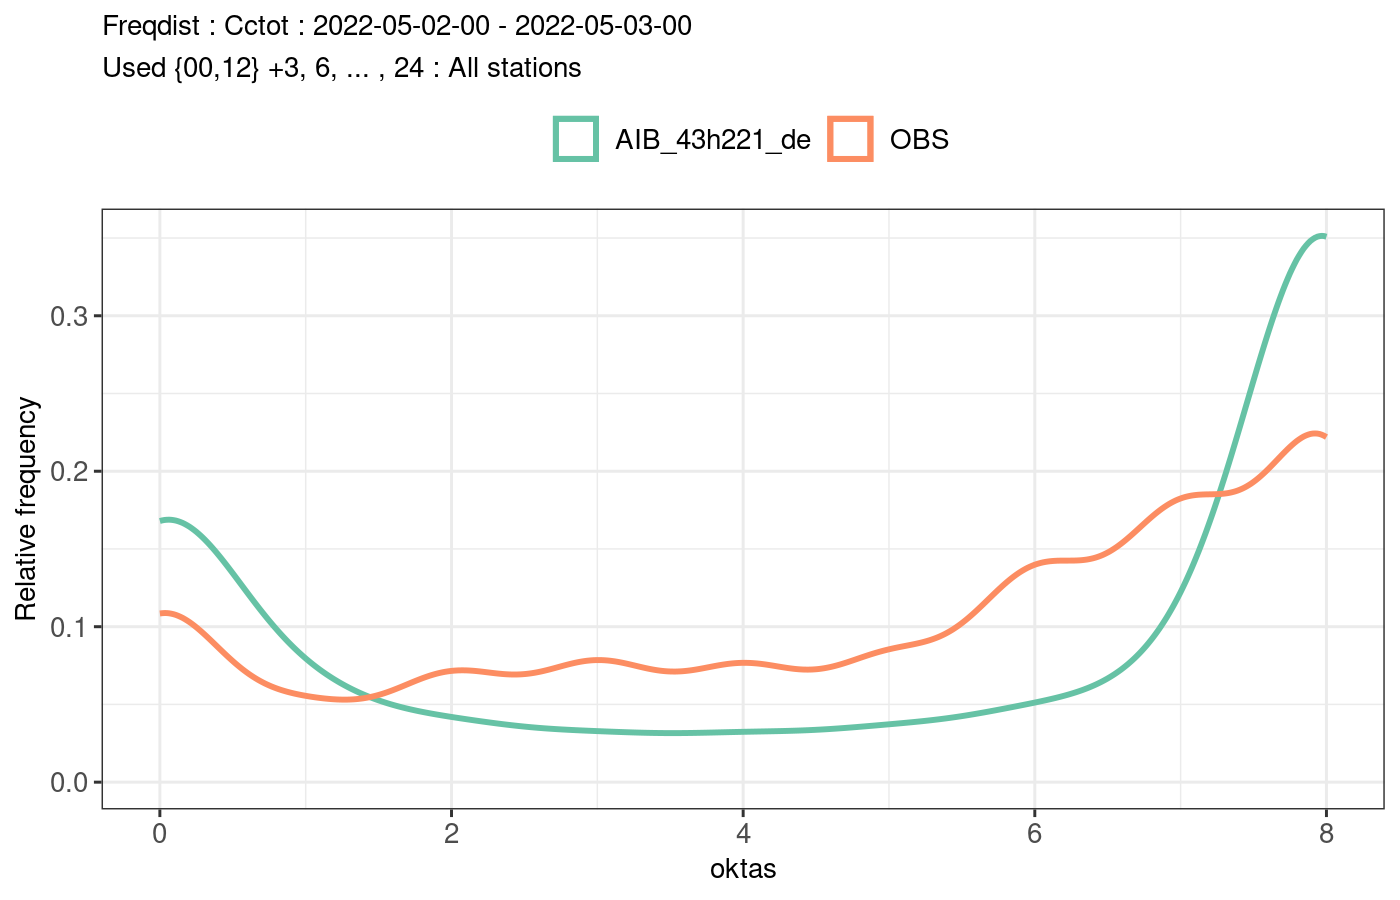 Freqdist : Cctot : 2022-05-02-00 - 2022-05-03-00
Used {00,12} +3, 6, ... , 24 : All stations
AIB_43h221_de OBS
Relative frequency
0.3
0.2
0.1
0.0
0 2 4 6 8
oktas